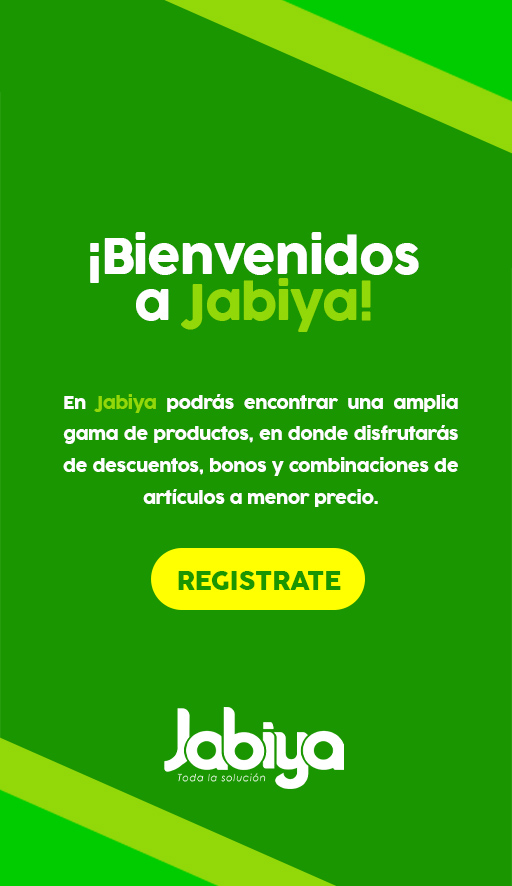 ¡Bienvenidos
a Jabiya!
En Jabiya podrás encontrar una amplia
gama de productos, en donde disfrutarás
de descuentos, bonos y combinaciones de
artículos a menor precio.
REGISTRATE
Jabiya
Toda la solución